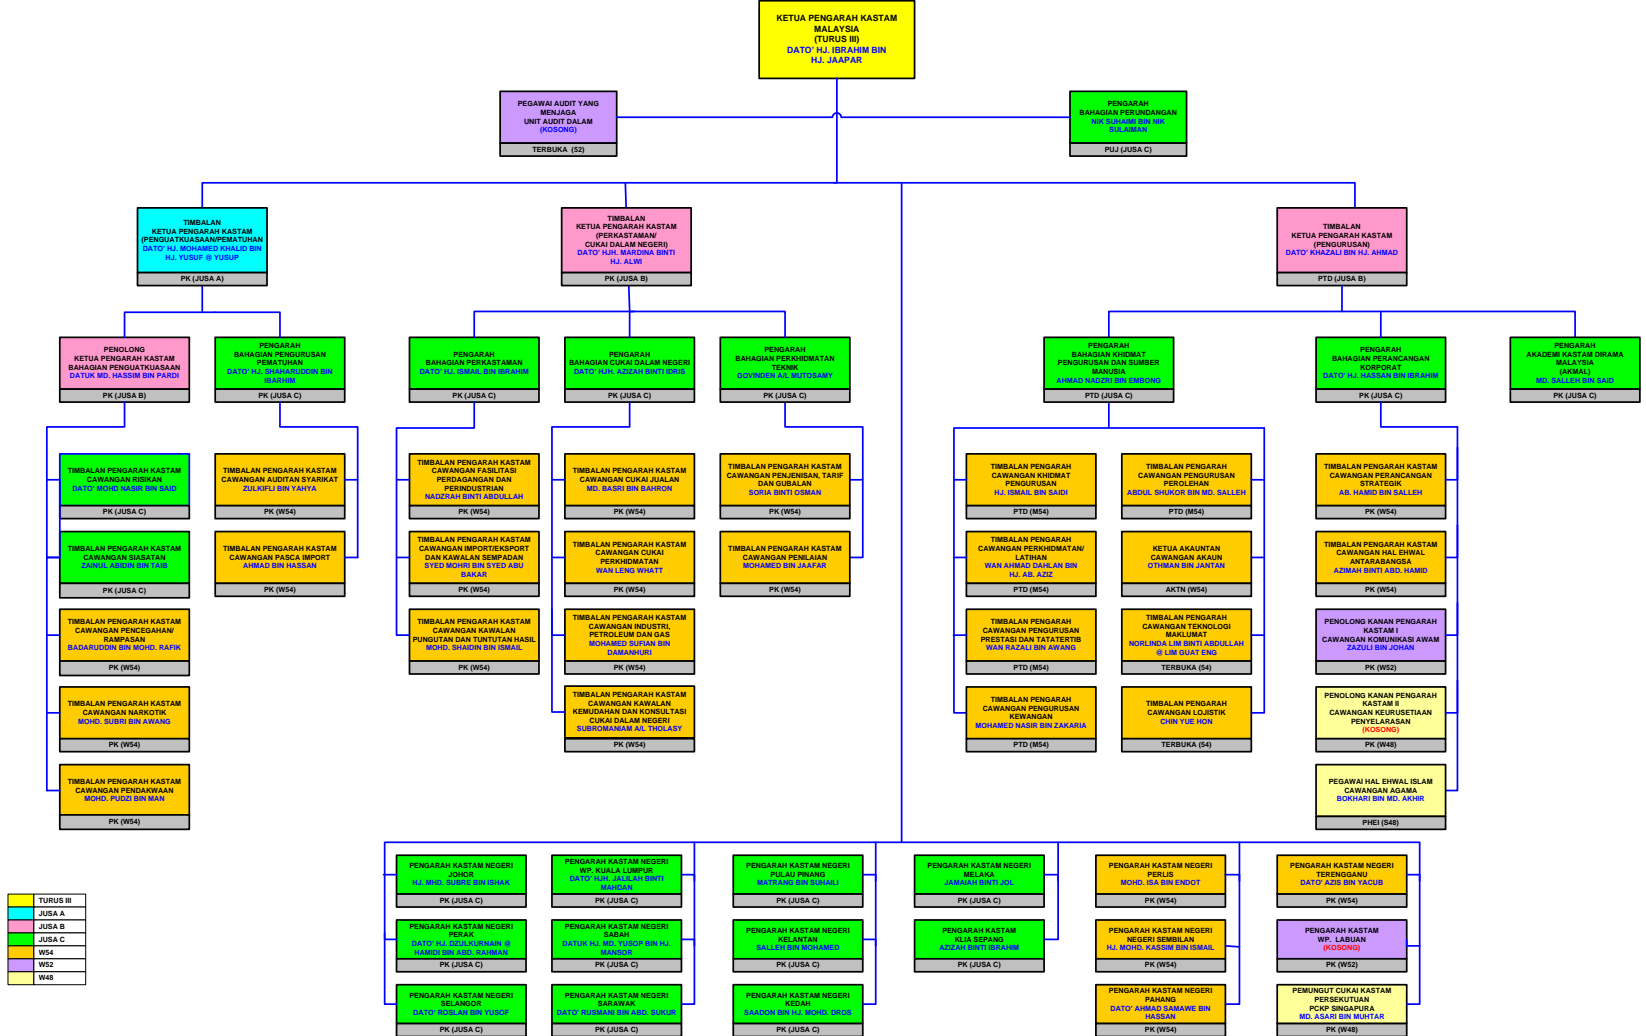 KETUA PENGARAH KASTAM
MALAYSIA
(TURUS III)
DATO' HJ. IBRAHIM BIN
HJ. JAAPAR
PEGAWAI AUDIT YANG
MENJAGA
UNIT AUDIT DALAM
(KOSONG)
TERBUKA (52)
PENGARAH
BAHAGIAN PERUNDANGAN
NIK SUHAIMI BIN NIK
SULAIMAN
PUJ (JUSA C)
TIMBALAN
KETUA PENGARAH KASTAM
(PENGUATKUASAAN/PEMATUHAN
DATO' HJ. MOHAMED KHALID BIN
HJ. YUSUF @ YUSUP
PK (JUSA A)
TIMBALAN
KETUA PENGARAH KASTAM
(PERKASTAMAN/
CUKAI DALAM NEGERI)
DATO' HJH. MARDINA BINTI
HJ. ALWI
PK (JUSA B)
TIMBALAN
KETUA PENGARAH KASTAM
(PENGURUSAN)
DATO' KHAZALI BIN HJ. AHMAD
PTD (JUSA B)
PENOLONG
KETUA PENGARAH KASTAM
BAHAGIAN PENGUATKUASAAN
DATUK MD. HASSIM BIN PARDI
PK (JUSA B)
PENGARAH
BAHAGIAN PENGURUSAN
PEMATUHAN
DATO' HJ. SHAHARUDDIN BIN
IBARHIM
PK (JUSA C)
PENGARAH
BAHAGIAN PERKASTAMAN
DATO' HJ. ISMAIL BIN IBRAHIM
PK (JUSA C)
PENGARAH
BAHAGIAN CUKAI DALAM NEGERI
DATO' HJH. AZIZAH BINTI IDRIS
PK (JUSA C)
PENGARAH
BAHAGIAN PERKHIDMATAN
TEKNIK
GOVINDEN A/L MUTOSAMY
PK (JUSA C)
PENGARAH
BAHAGIAN KHIDMAT
PENGURUSAN DAN SUMBER
MANUSIA
AHMAD NADZRI BIN EMBONG
PTD (JUSA C)
PENGARAH
BAHAGIAN PERANCANGAN
KORPORAT
DATO' HJ. HASSAN BIN IBRAHIM
PK (JUSA C)
PENGARAH
AKADEMI KASTAM DIRAMA
MALAYSIA
(AKMAL)
MD. SALLEH BIN SAID
PK (JUSA C)
TIMBALAN PENGARAH KASTAM
CAWANGAN RISIKAN
DATO' MOHD NASIR BIN SAID
PK (JUSA C)
TIMBALAN PENGARAH KASTAM
CAWANGAN AUDITAN SYARIKAT
ZULKIFLI BIN YAHYA
PK (W54)
TIMBALAN PENGARAH KASTAM
CAWANGAN FASILITASI
PERDAGANGAN DAN
PERINDUSTRIAN
NADZRAH BINTI ABDULLAH
PK (W54)
TIMBALAN PENGARAH KASTAM
CAWANGAN CUKAI JUALAN
MD. BASRI BIN BAHRON
PK (W54)
TIMBALAN PENGARAH KASTAM
CAWANGAN PENJENISAN, TARIF
DAN GUBALAN
SORIA BINTI OSMAN
PK (W54)
TIMBALAN PENGARAH
CAWANGAN KHIDMAT
PENGURUSAN
HJ. ISMAIL BIN SAIDI
PTD (M54)
TIMBALAN PENGARAH
CAWANGAN PENGURUSAN
PEROLEHAN
ABDUL SHUKOR BIN MD. SALLEH
PTD (M54)
TIMBALAN PENGARAH KASTAM
CAWANGAN PERANCANGAN
STRATEGIK
AB. HAMID BIN SALLEH
PK (W54)
TIMBALAN PENGARAH KASTAM
CAWANGAN SIASATAN
ZAINUL ABIDIN BIN TAIB
PK (JUSA C)
TIMBALAN PENGARAH KASTAM
CAWANGAN PASCA IMPORT
AHMAD BIN HASSAN
PK (W54)
TIMBALAN PENGARAH KASTAM
CAWANGAN IMPORT/EKSPORT
DAN KAWALAN SEMPADAN
SYED MOHRI BIN SYED ABU
BAKAR
PK (W54)
TIMBALAN PENGARAH KASTAM
CAWANGAN CUKAI
PERKHIDMATAN
WAN LENG WHATT
PK (W54)
TIMBALAN PENGARAH KASTAM
CAWANGAN PENILAIAN
MOHAMED BIN JAAFAR
PK (W54)
TIMBALAN PENGARAH
CAWANGAN PERKHIDMATAN/
LATIHAN
WAN AHMAD DAHLAN BIN
HJ. AB. AZIZ
PTD (M54)
KETUA AKAUNTAN
CAWANGAN AKAUN
OTHMAN BIN JANTAN
AKTN (W54)
TIMBALAN PENGARAH KASTAM
CAWANGAN HAL EHWAL
ANTARABANGSA
AZIMAH BINTI ABD. HAMID
PK (W54)
TIMBALAN PENGARAH KASTAM
CAWANGAN PENCEGAHAN/
RAMPASAN
BADARUDDIN BIN MOHD. RAFIK
PK (W54)
TIMBALAN PENGARAH KASTAM
CAWANGAN KAWALAN
PUNGUTAN DAN TUNTUTAN HASIL
MOHD. SHAIDIN BIN ISMAIL
PK (W54)
TIMBALAN PENGARAH KASTAM
CAWANGAN INDUSTRI,
PETROLEUM DAN GAS
MOHAMED SUFIAN BIN
DAMANHURI
PK (W54)
TIMBALAN PENGARAH
CAWANGAN PENGURUSAN
PRESTASI DAN TATATERTIB
WAN RAZALI BIN AWANG
PTD (M54)
TIMBALAN PENGARAH
CAWANGAN TEKNOLOGI
MAKLUMAT
NORLINDA LIM BINTI ABDULLAH
@ LIM GUAT ENG
TERBUKA (54)
PENOLONG KANAN PENGARAH
KASTAM I
CAWANGAN KOMUNIKASI AWAM
ZAZULI BIN JOHAN
PK (W52)
TIMBALAN PENGARAH KASTAM
CAWANGAN NARKOTIK
MOHD. SUBRI BIN AWANG
PK (W54)
TIMBALAN PENGARAH KASTAM
CAWANGAN KAWALAN
KEMUDAHAN DAN KONSULTASI
CUKAI DALAM NEGERI
SUBROMANIAM A/L THOLASY
PK (W54)
TIMBALAN PENGARAH
CAWANGAN PENGURUSAN
KEWANGAN
MOHAMED NASIR BIN ZAKARIA
PTD (M54)
TIMBALAN PENGARAH
CAWANGAN LOJISTIK
CHIN YUE HON
TERBUKA (54)
PENOLONG KANAN PENGARAH
KASTAM II
CAWANGAN KEURUSETIAAN
PENYELARASAN
(KOSONG)
PK (W48)
TIMBALAN PENGARAH KASTAM
CAWANGAN PENDAKWAAN
MOHD. PUDZI BIN MAN
PK (W54)
PEGAWAI HAL EHWAL ISLAM
CAWANGAN AGAMA
BOKHARI BIN MD. AKHIR
PHEI (S48)
PENGARAH KASTAM NEGERI
JOHOR
HJ. MHD. SUBRE BIN ISHAK
PK (JUSA C)
PENGARAH KASTAM NEGERI
WP. KUALA LUMPUR
DATO' HJH. JALILAH BINTI
MAHDAN
PK (JUSA C)
PENGARAH KASTAM NEGERI
PULAU PINANG
MATRANG BIN SUHAILI
PK (JUSA C)
PENGARAH KASTAM NEGERI
MELAKA
JAMAIAH BINTI JOL
PK (JUSA C)
PENGARAH KASTAM NEGERI
PERLIS
MOHD. ISA BIN ENDOT
PK (W54)
PENGARAH KASTAM NEGERI
TERENGGANU
DATO' AZIS BIN YACUB
PK (W54)
PENGARAH KASTAM NEGERI
PERAK
DATO' HJ. DZULKURNAIN @
HAMIDI BIN ABD. RAHMAN
PK (JUSA C)
PENGARAH KASTAM NEGERI
SABAH
DATUK HJ. MD. YUSOP BIN HJ.
MANSOR
PK (JUSA C)
PENGARAH KASTAM NEGERI
KELANTAN
SALLEH BIN MOHAMED
PK (JUSA C)
PENGARAH KASTAM
KLIA SEPANG
AZIZAH BINTI IBRAHIM
PK (JUSA C)
PENGARAH KASTAM NEGERI
NEGERI SEMBILAN
HJ. MOHD. KASSIM BIN ISMAIL
PK (W54)
PENGARAH KASTAM
WP. LABUAN
(KOSONG)
PK (W52)
PENGARAH KASTAM NEGERI
SELANGOR
DATO' ROSLAN BIN YUSOF
PK (JUSA C)
PENGARAH KASTAM NEGERI
SARAWAK
DATO' RUSMANI BIN ABD. SUKUR
PK (JUSA C)
PENGARAH KASTAM NEGERI
KEDAH
SAADON BIN HJ. MOHD. DROS
PK (JUSA C)
PENGARAH KASTAM NEGERI
PAHANG
DATO' AHMAD SAMAWE BIN
HASSAN
PK (W54)
PEMUNGUT CUKAI KASTAM
PERSEKUTUAN
PCKP SINGAPURA
MD. ASARI BIN MUHTAR
PK (W48)
TURUS III
JUSA A
JUSA B
JUSA C
W54
W52
W48